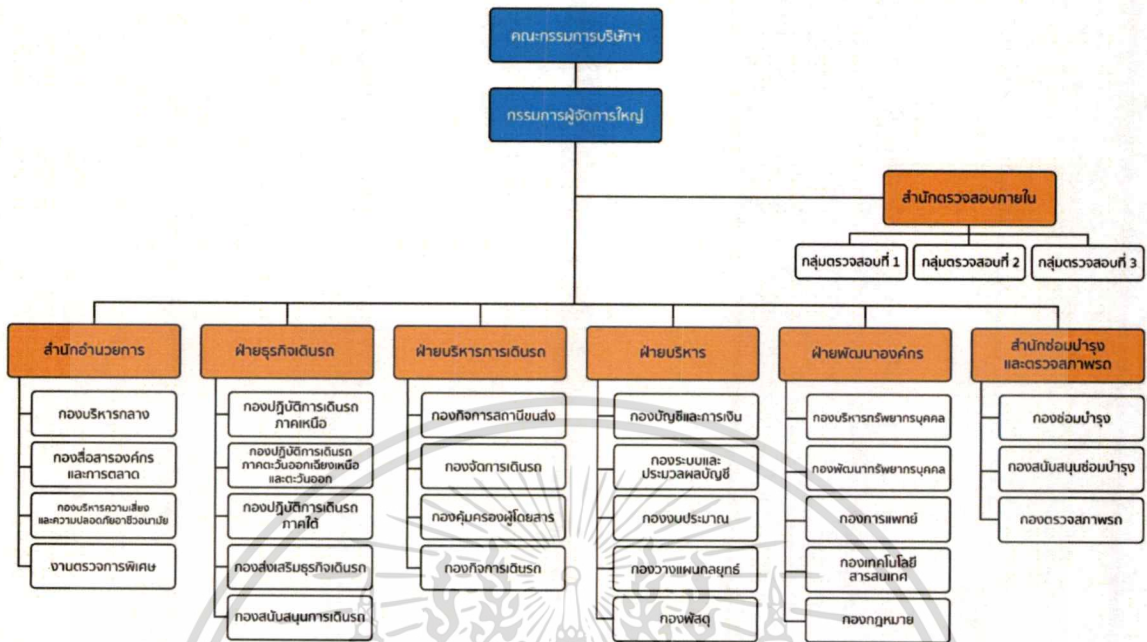 คณะกรรมการบริษัทฯ
กรรมการผู้จัดการใหญ่
สำนักตรวจสอบภายใน
กลุ่มตรวจสอบที่ 1
กลุ่มตรวจสอบที่ 2
กลุ่มตรวจสอบที่ 3
สำนักอำนวยการ
กองบริหารกลาง
กองสื่อสารองค์กร
และการตลาด
กองบริหารความเสี่ยง
และความปลอดภัยอาชีวอนามัย
งานตรวจการพิเศษ
ฝ่ายธุรกิจเดินรถ
กองปฏิบัติการเดินรถ
ภาคเหนือ
กองปฏิบัติการเดินรถ
ภาคตะวันออกเฉียงเหนือ
และตะวันออก
กองปฏิบัติการเดินรถ
ภาคใต้
กองส่งเสริมธุรกิจเดินรถ
กองสนับสนุนการเดินรถ
ฝ่ายบริหารการเดินรถ
กองกิจการสถานีขนส่ง
กองจัดการเดินรถ
กองคุ้มครองผู้โดยสาร
กองกิจการเดินรถ
ฝ่ายบริหาร
กองบัญชีและการเงิน
กองระบบและ
ประมวลผลบัญชี
กองงบประมาณ
กองวางแผนกลยุทธ์
กองพัสดุ
ฝ่ายพัฒนาองค์กร
กองบริหารทรัพยากรบุคคล
กองพัฒนาทรัพยากรบุคคล
กองการแพทย์
กองเทคโนโลยี
สารสนเทศ
กองกฎหมาย
สำนักซ่อมบำรุง
และตรวจสภาพรถ
กองซ่อมบำรุง
กองสนับสนุนซ่อมบำรุง
กองตรวจสภาพรถ